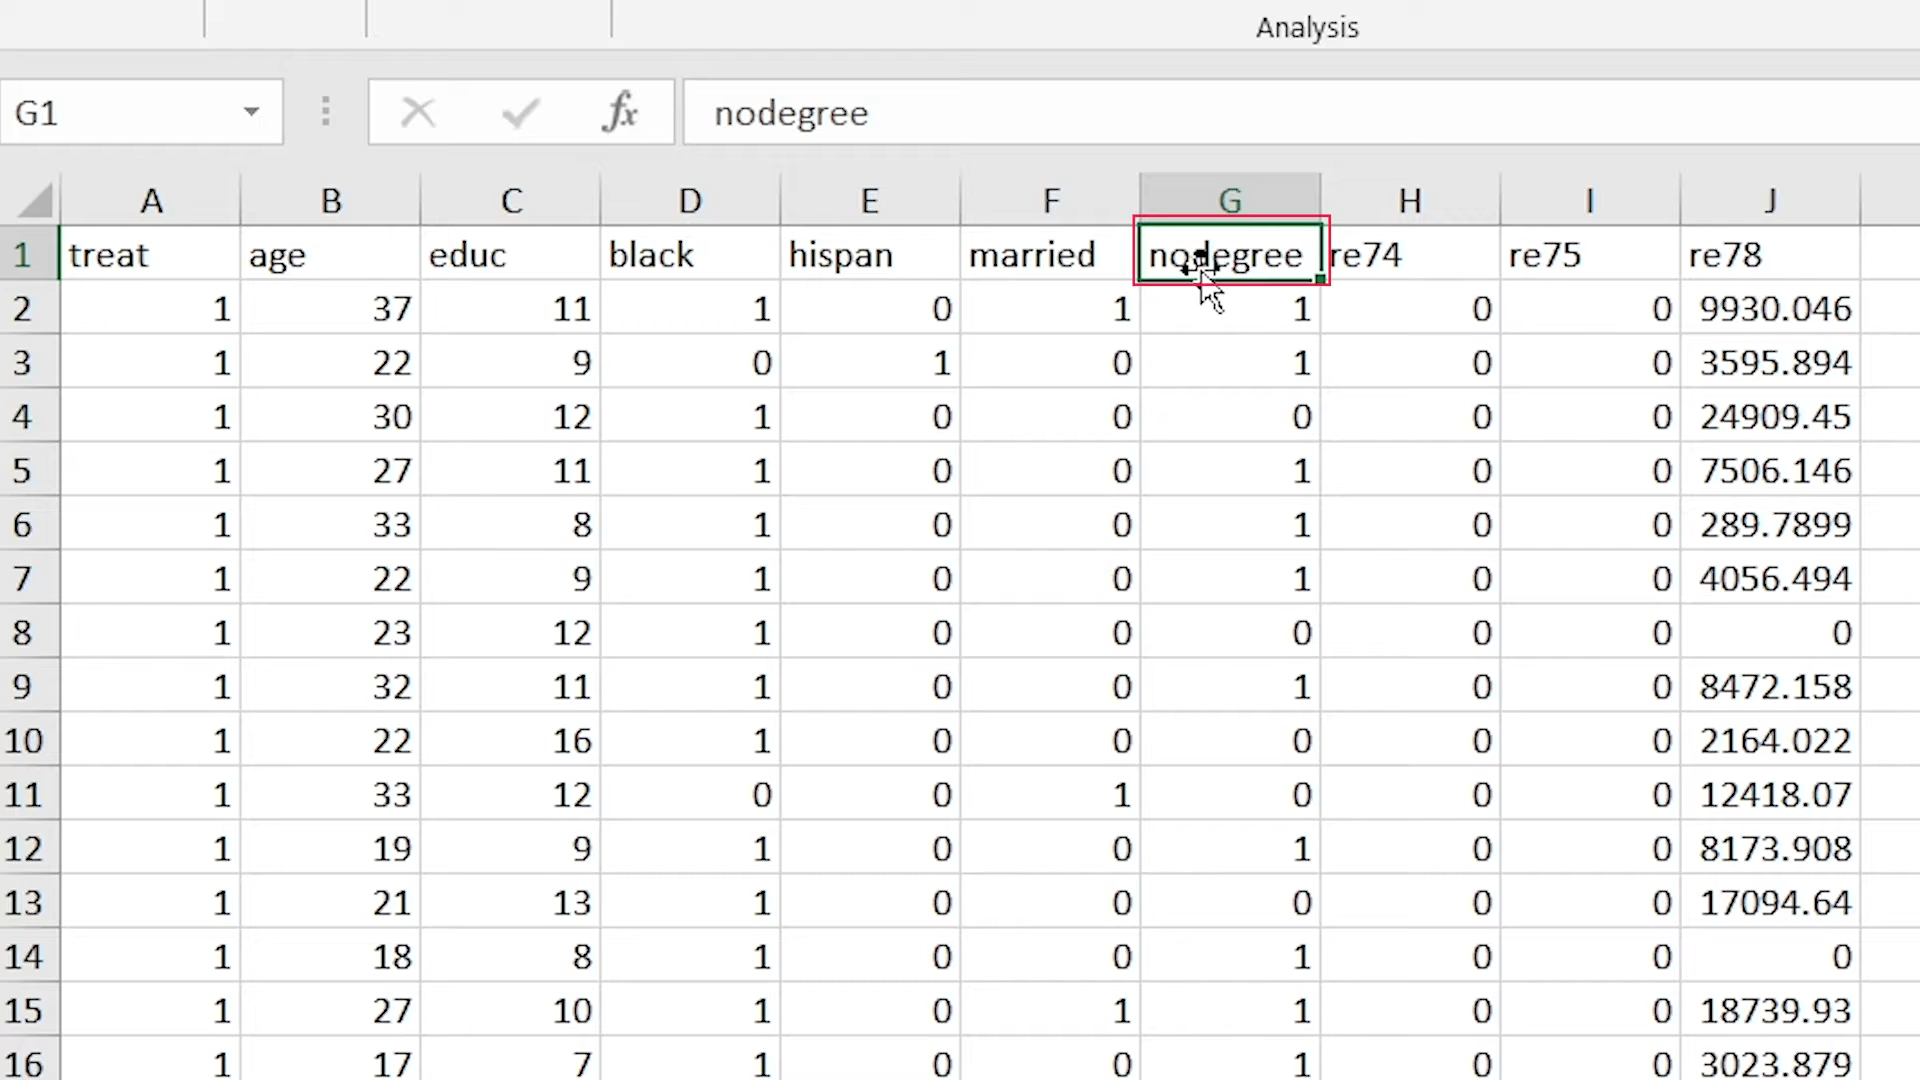 Analysis
G1 fx nodegree
A B C D E F G H I J
1 treat age educ black hispan married nodegree re74 re75 re78
2 1 37 11 1 0 1 1 0 0 9930.046
3 1 22 9 0 1 0 1 0 0 3595.894
4 1 30 12 1 0 0 0 0 0 24909.45
5 1 27 11 1 0 0 1 0 0 7506.146
6 1 33 8 1 0 0 1 0 0 289.7899
7 1 22 9 1 0 0 1 0 0 4056.494
8 1 23 12 1 0 0 0 0 0 0
9 1 32 11 1 0 0 1 0 0 8472.158
10 1 22 16 1 0 0 0 0 0 2164.022
11 1 33 12 0 0 1 0 0 0 12418.07
12 1 19 9 1 0 0 1 0 0 8173.908
13 1 21 13 1 0 0 0 0 0 17094.64
14 1 18 8 1 0 0 1 0 0 0
15 1 27 10 1 0 1 1 0 0 18739.93
16 1 17 7 1 0 0 1 0 0 3023.879